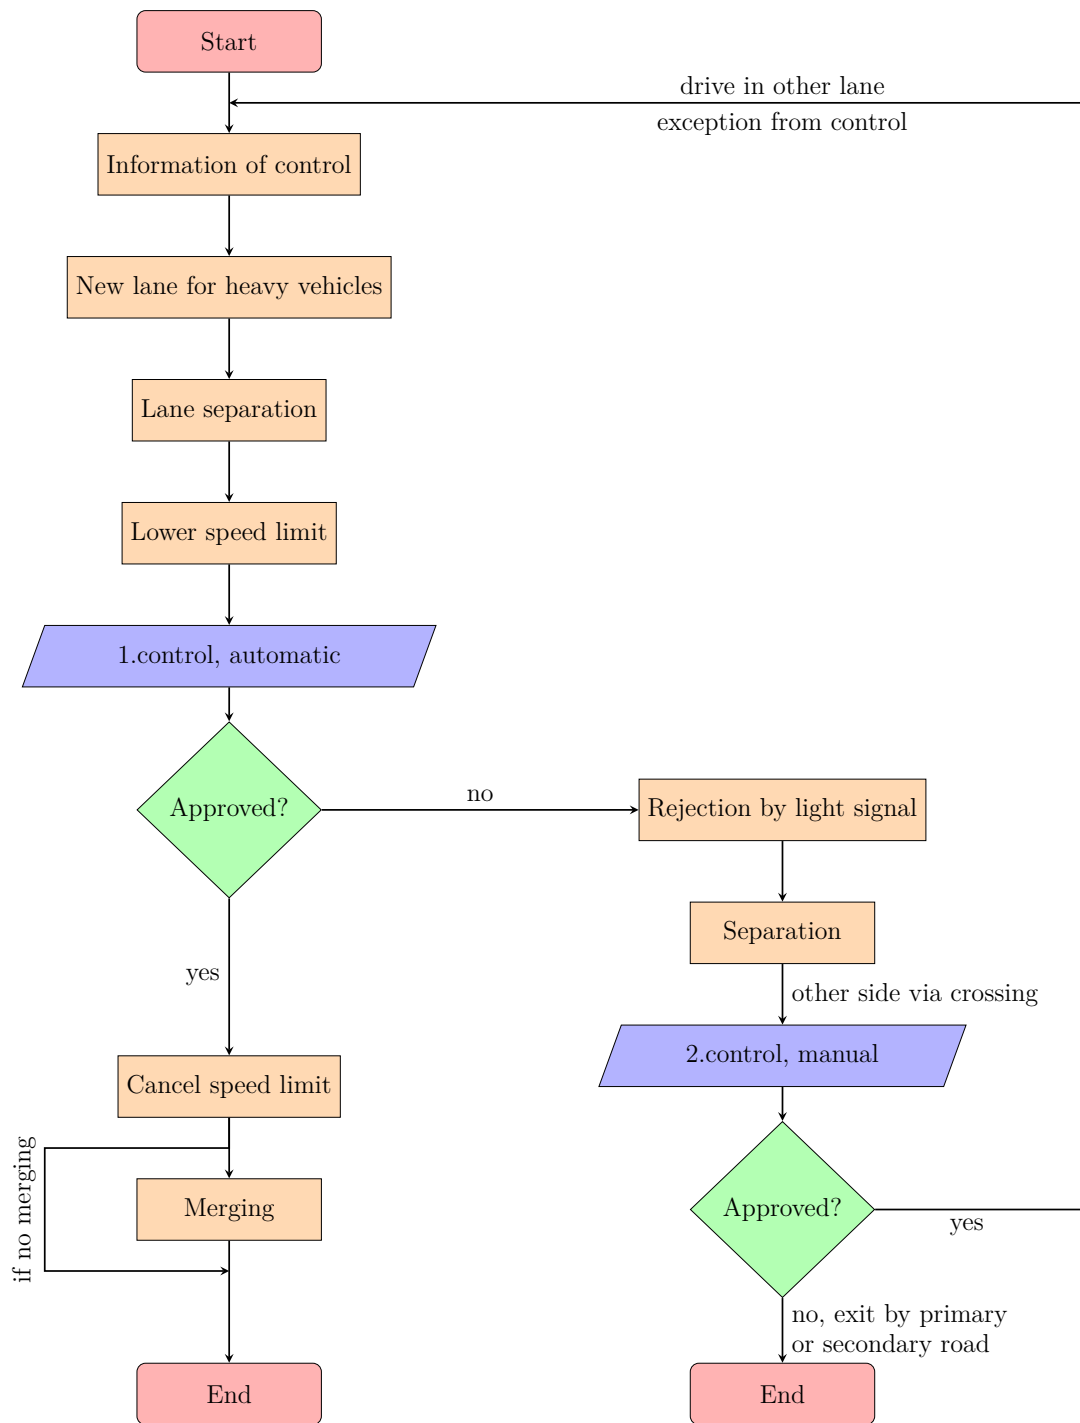 Start
drive in other lane
exception from control
Information of control
New lane for heavy vehicles
Lane separation
Lower speed limit
1.control, automatic
Approved?
no
Rejection by light signal
Separation
yes
other side via crossing
2.control, manual
Cancel speed limit
if no merging
Merging
Approved?
yes
no, exit by primary
or secondary road
End
End